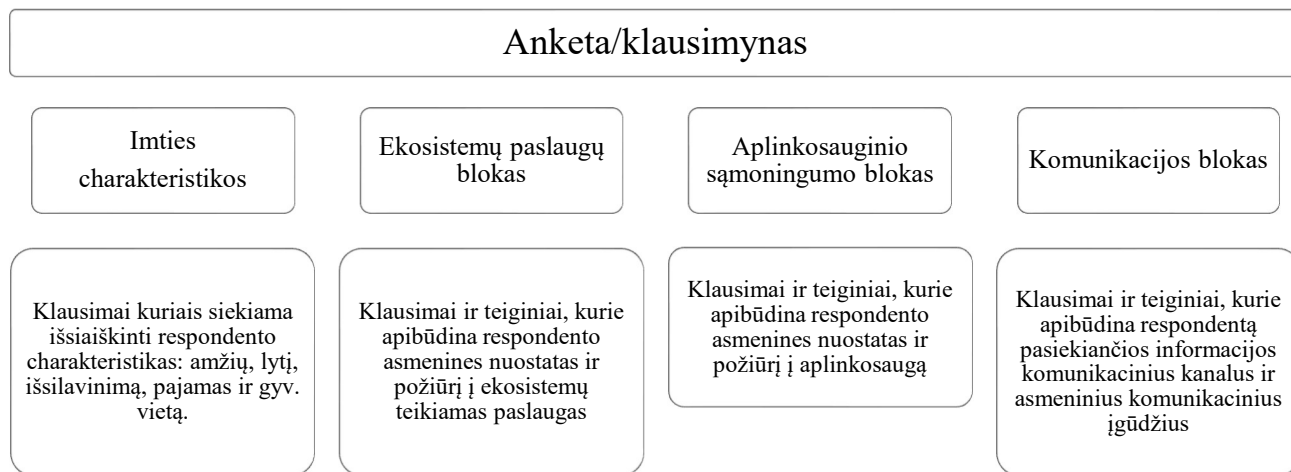 Anketa/klausimynas
Imties
charakteristikos
Ekosistemų paslaugų
blokas
Aplinkosauginio
sąmoningumo blokas
Komunikacijos blokas
Klausimai kuriais siekiama
išsiaiškinti respondento
charakteristikas: amžių, lytį,
išsilavinimą, pajamas ir gyv.
vietą.
Klausimai ir teiginiai, kurie
apibūdina respondento
asmenines nuostatas ir
požiūrį į ekosistemų
teikiamas paslaugas
Klausimai ir teiginiai, kurie
apibūdina respondento
asmenines nuostatas ir
požiūrį į aplinkosaugą
Klausimai ir teiginiai, kurie
apibūdina respondentą
pasiekiančios informacijos
komunikacinius kanalus ir
asmeninius komunikacinius
įgūdžius